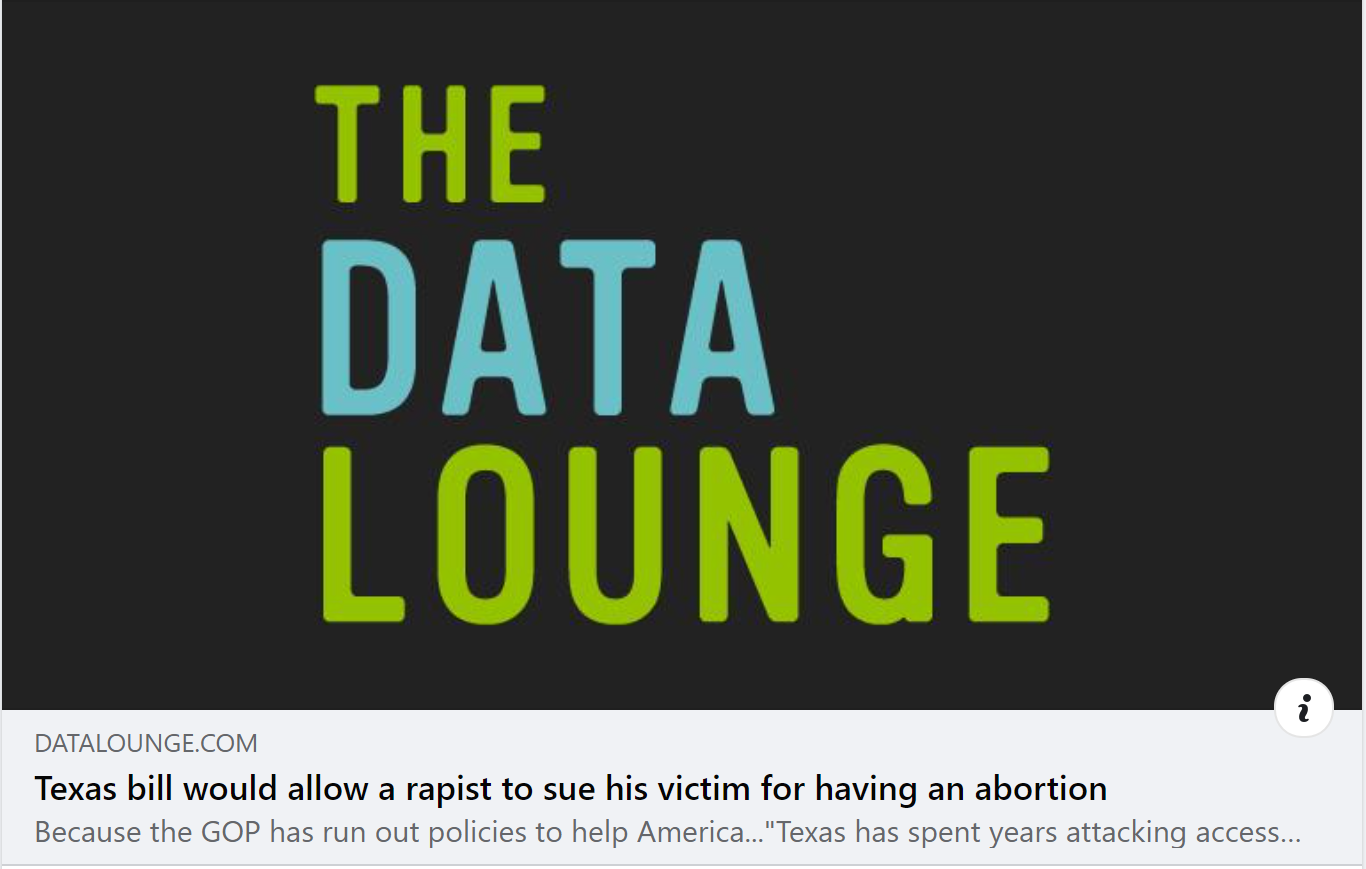 THE
DATA
LOUNGE
i
DATALOUNGE.COM
Texas bill would allow a rapist to sue his victim for having an abortion
Because the GOP has run out policies to help America..."Texas has spent years attacking access...